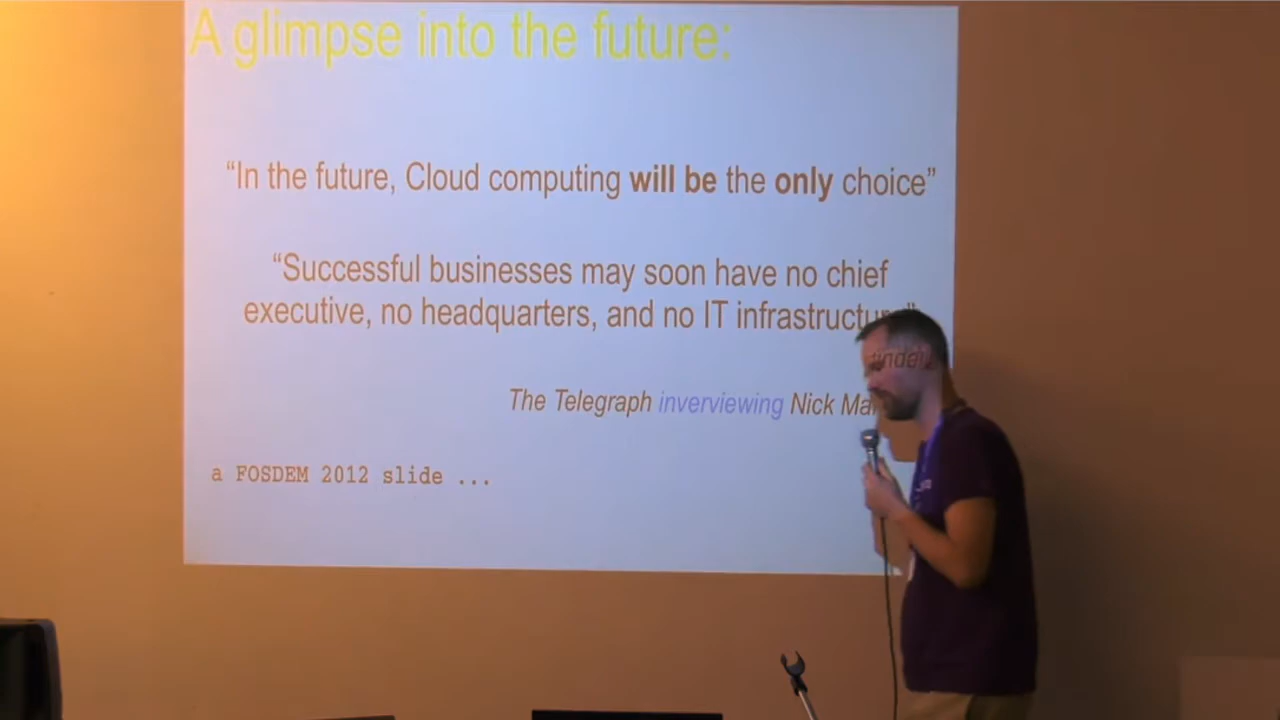 A glimpse into the future:
“In the future, Cloud computing will be the only choice”
“Successful businesses may soon have no chief
executive, no headquarters, and no IT infrastructure”
The Telegraph inverviewing Nick
a FOSDEM 2012 slide ...